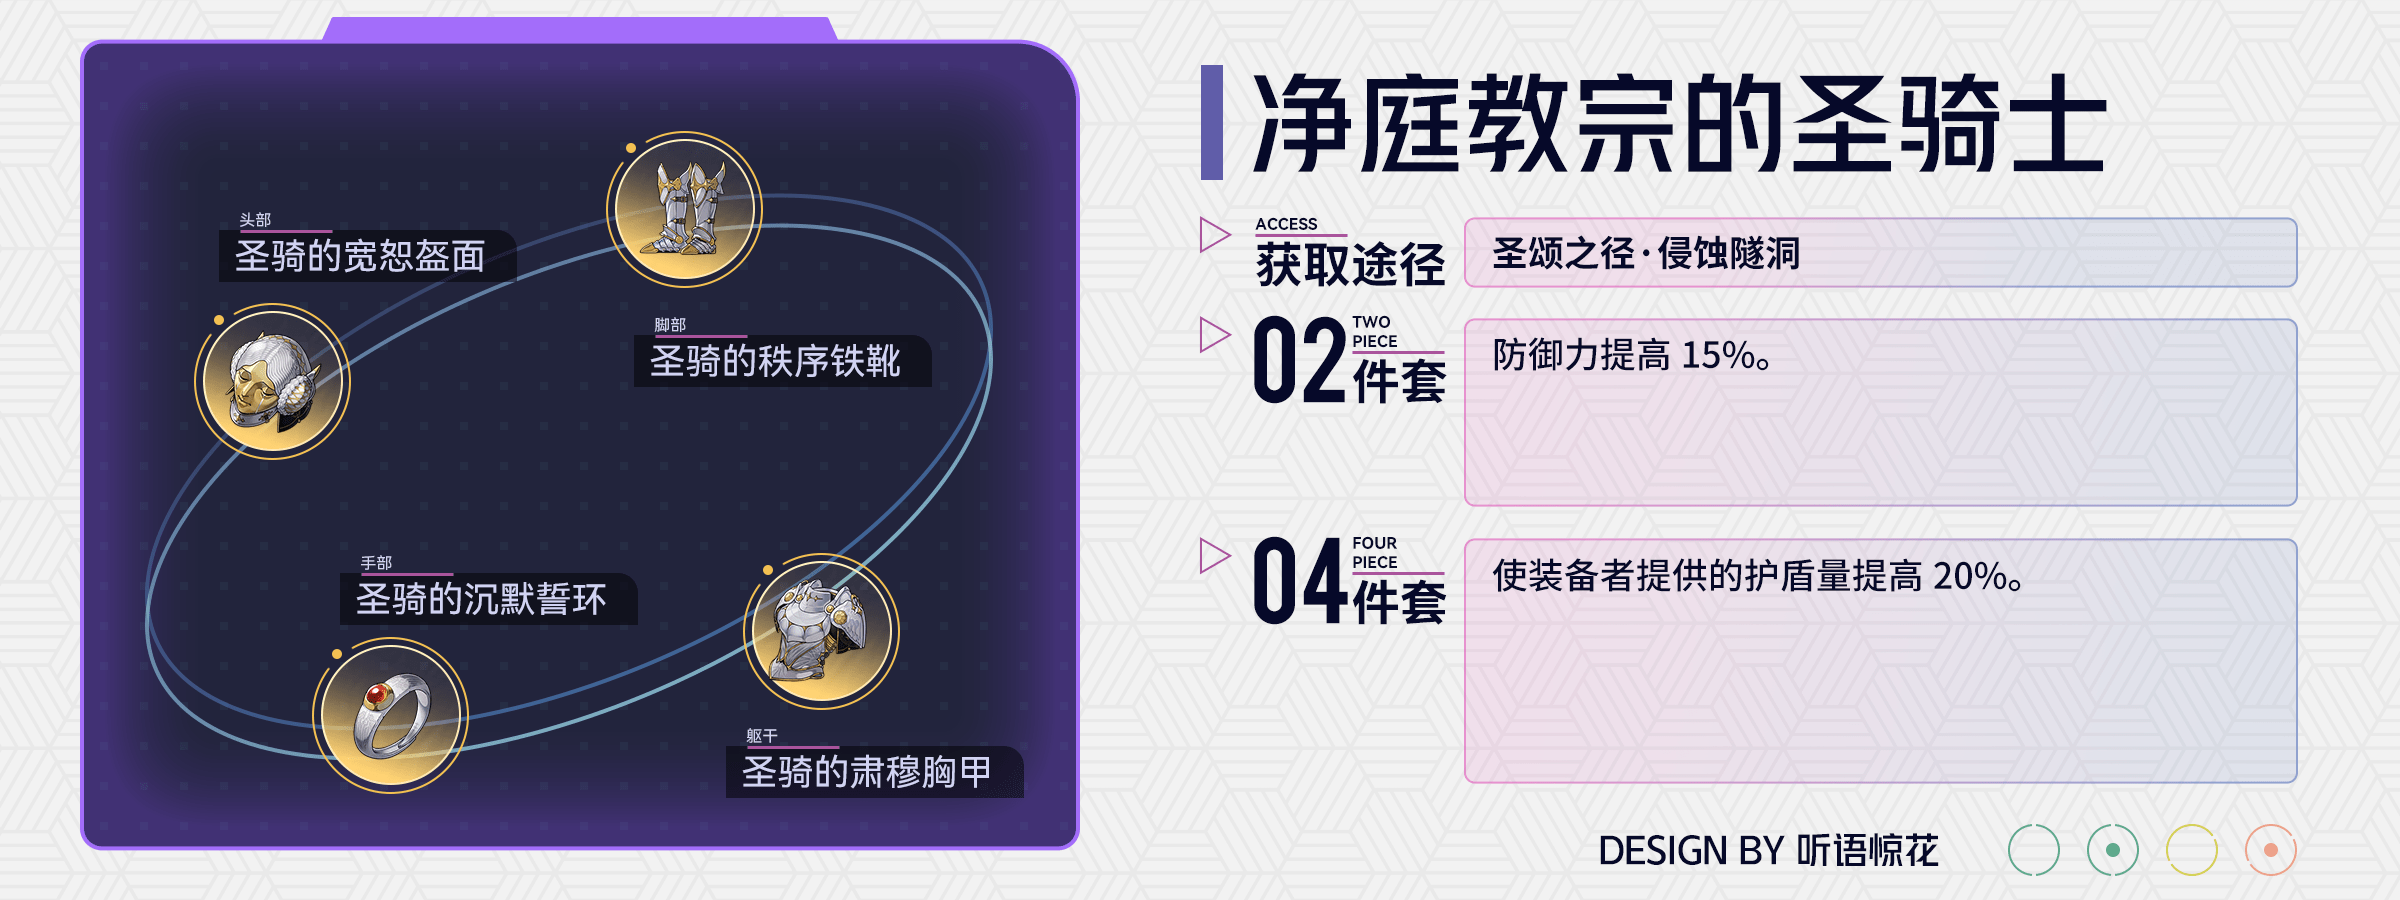 头部
圣骑的宽恕盔面
脚部
圣骑的秩序铁靴
手部
圣骑的沉默誓环
躯干
圣骑的肃穆胸甲
净庭教宗的圣骑士
ACCESS
获取途径
圣颂之径·侵蚀隧洞
02
TWO
PIECE
件套
防御力提高 15%。
04
FOUR
PIECE
件套
使装备者提供的护盾量提高 20%。
DESIGN BY 听语惊花